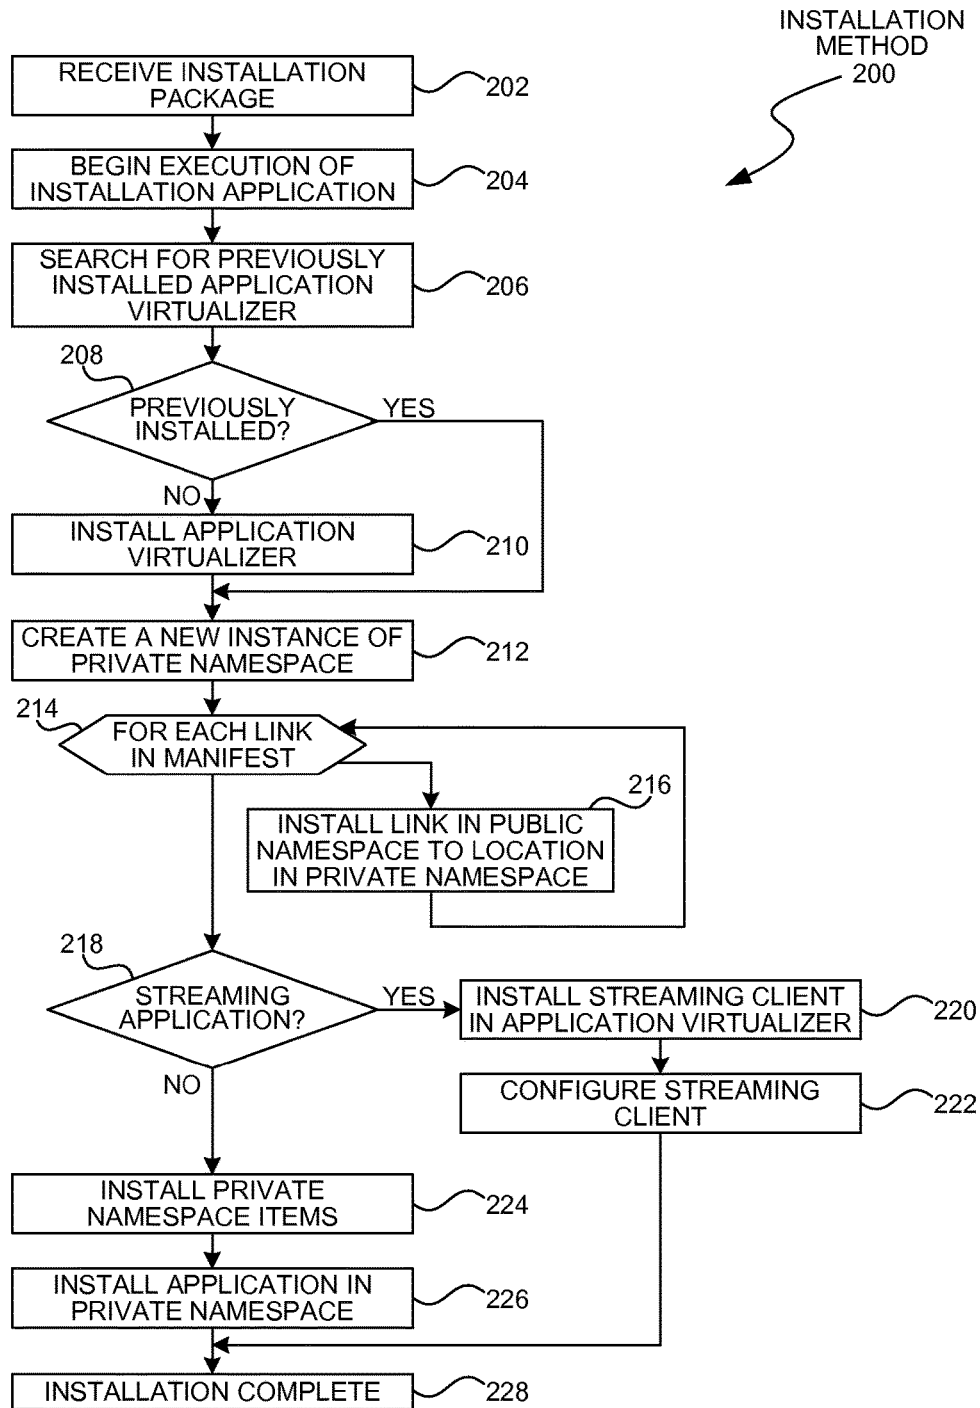 INSTALLATION
METHOD
200
RECEIVE INSTALLATION
PACKAGE
202
BEGIN EXECUTION OF
INSTALLATION APPLICATION
204
SEARCH FOR PREVIOUSLY
INSTALLED APPLICATION
VIRTUALIZER
206
208
PREVIOUSLY
INSTALLED?
YES
NO
INSTALL APPLICATION
VIRTUALIZER
210
CREATE A NEW INSTANCE OF
PRIVATE NAMESPACE
212
214
FOR EACH LINK
IN MANIFEST
216
INSTALL LINK IN PUBLIC
NAMESPACE TO LOCATION
IN PRIVATE NAMESPACE
218
STREAMING
APPLICATION?
YES
NO
INSTALL STREAMING CLIENT
IN APPLICATION VIRTUALIZER
220
CONFIGURE STREAMING
CLIENT
222
INSTALL PRIVATE
NAMESPACE ITEMS
224
INSTALL APPLICATION IN
PRIVATE NAMESPACE
226
INSTALLATION COMPLETE
228